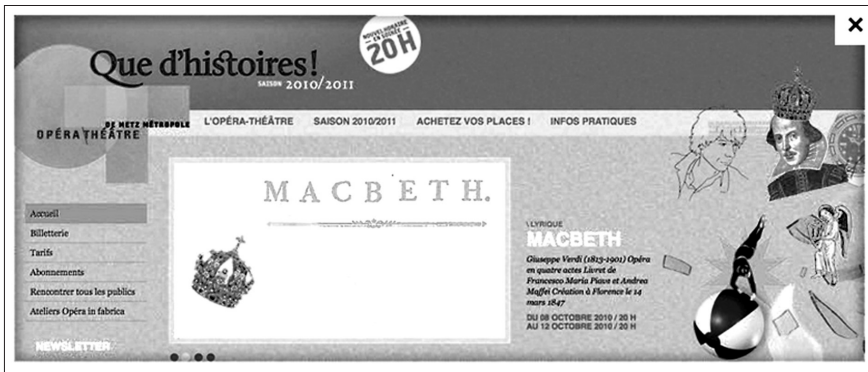 Que d'histoires!
SAISON 2010/2011
NOUVEL HORAIRE
EN SOIRÉE
20H
DE METZ MÉTROPOLE
OPÉRA THÉÂTRE
L'OPÉRA-THÉÂTRE SAISON 2010/2011 ACHETEZ VOS PLACES ! INFOS PRATIQUES
MACBETH.
Accueil
Billetterie
Tarifs
Abonnements
Rencontrer tous les publics
Ateliers Opéra in fabrica
NEWSLETTER
\ LYRIQUE
MACBETH
Giuseppe Verdi (1813-1901) Opéra
en quatre actes Livret de
Francesco Maria Piave et Andrea
Maffei Création à Florence le 14
mars 1847
DU 08 OCTOBRE 2010 / 20 H
AU 12 OCTOBRE 2010 / 20 H